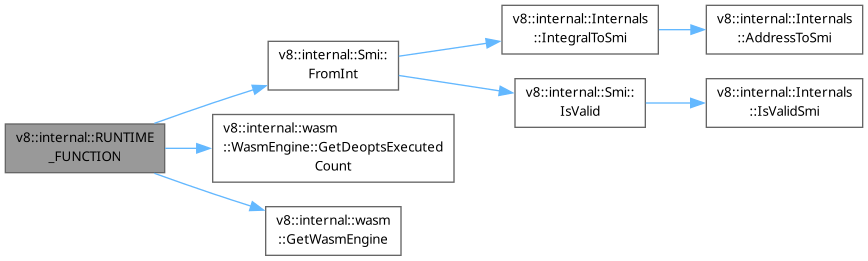 v8::internal::RUNTIME
_FUNCTION
v8::internal::Smi::
FromInt
v8::internal::wasm
::WasmEngine::GetDeoptsExecuted
Count
v8::internal::wasm
::GetWasmEngine
v8::internal::Internals
::IntegralToSmi
v8::internal::Smi::
IsValid
v8::internal::Internals
::AddressToSmi
v8::internal::Internals
::IsValidSmi